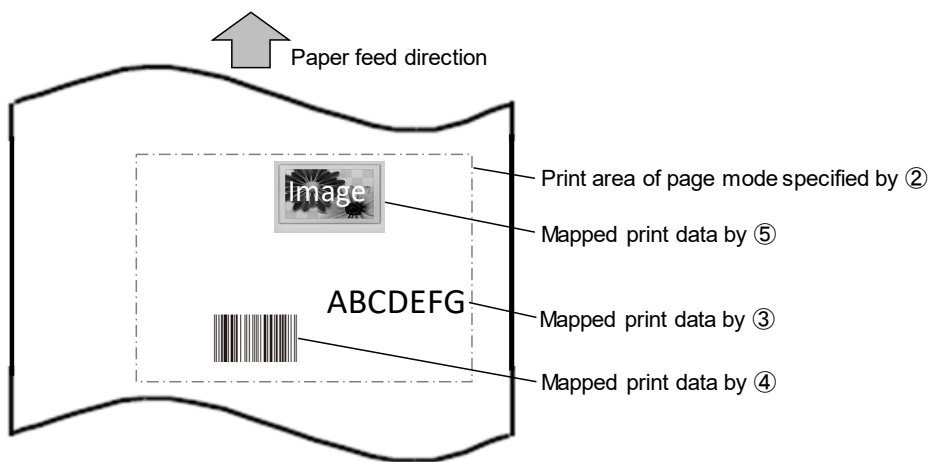 Paper feed direction
Print area of page mode specified by ②
Image
Mapped print data by ⑤
ABCDEFG
Mapped print data by ③
Mapped print data by ④